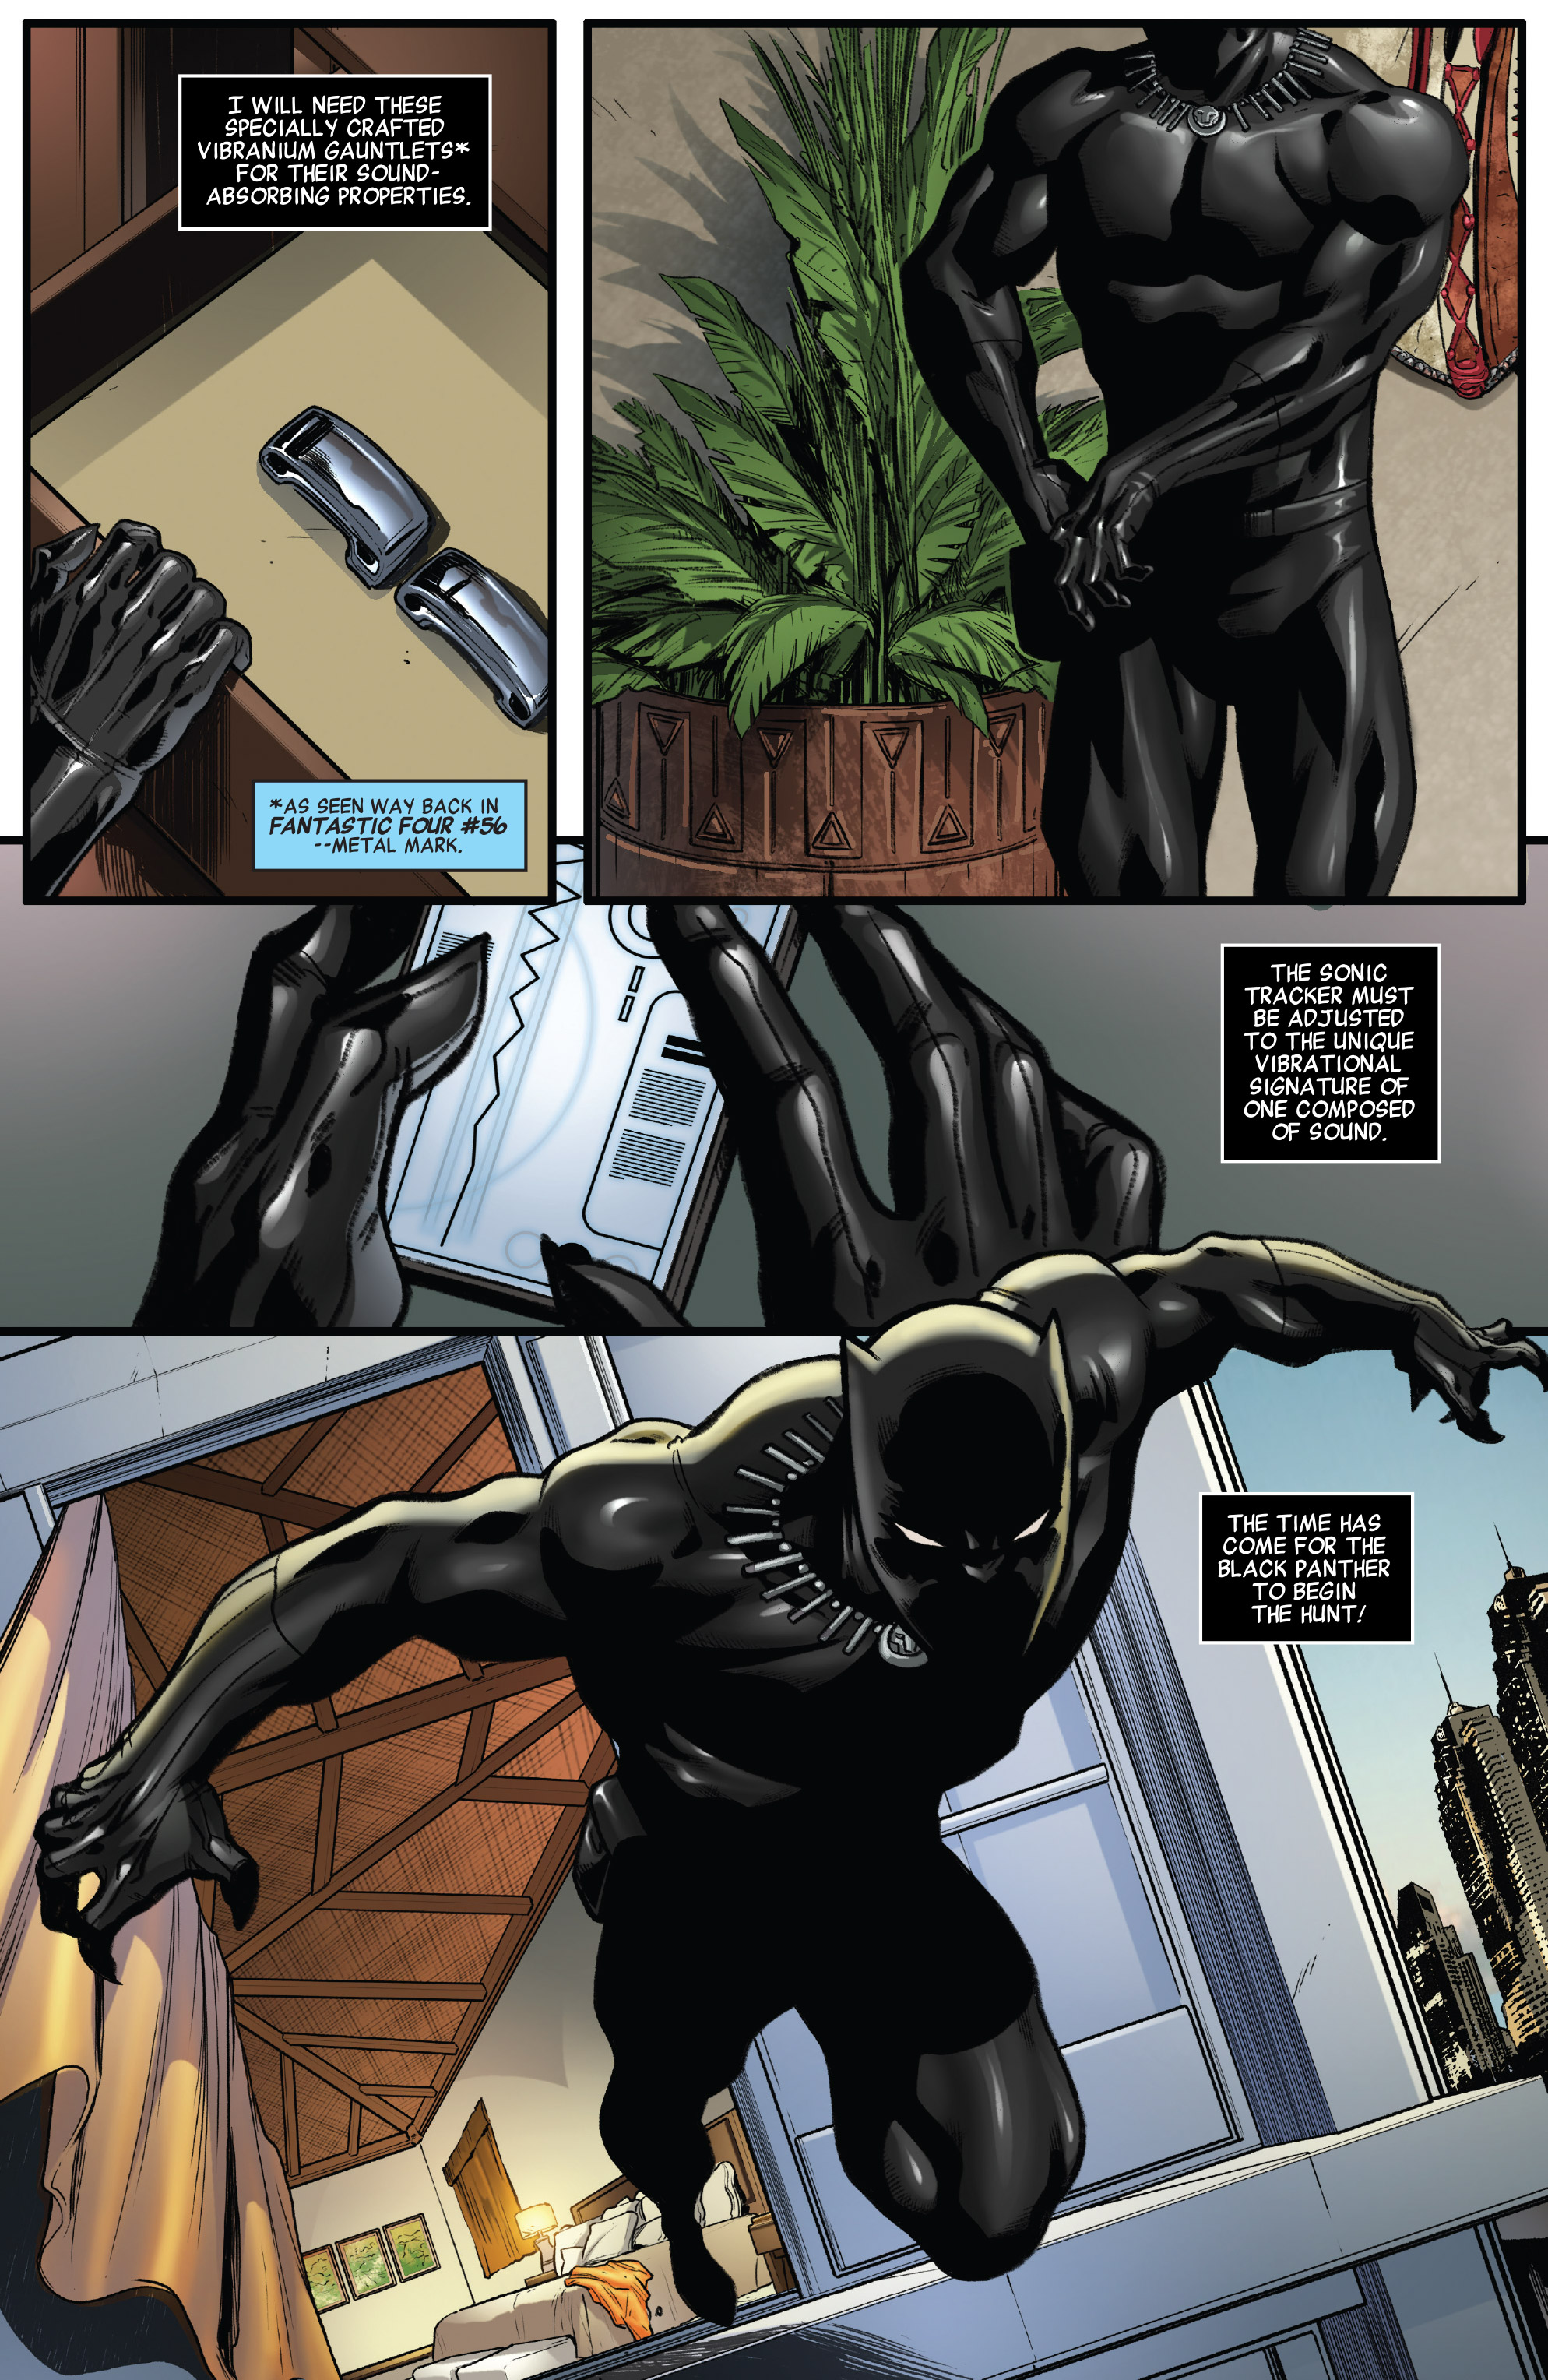 I WILL NEED THESE
SPECIALLY CRAFTED
VIBRANIUM GAUNTLETS*
FOR THEIR SOUND-
ABSORBING PROPERTIES.
*AS SEEN WAY BACK IN
FANTASTIC FOUR #56
--METAL MARK.
THE SONIC
TRACKER MUST
BE ADJUSTED
TO THE UNIQUE
VIBRATIONAL
SIGNATURE OF
ONE COMPOSED
OF SOUND.
THE TIME HAS
COME FOR THE
BLACK PANTHER
TO BEGIN
THE HUNT!